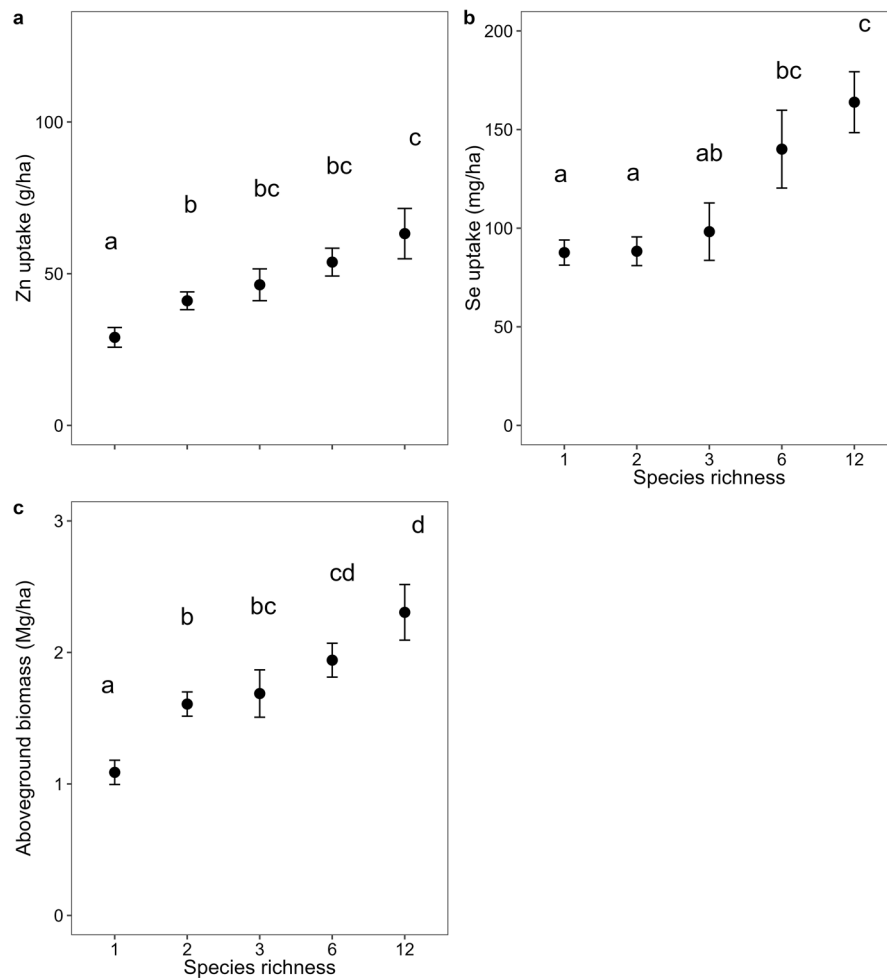 a
Zn uptake (g/ha)
100
50
0
a
b
bc
bc
c
b
Se uptake (mg/ha)
200
150
100
50
0
a
a
ab
bc
c
1 2 3 6 12
Species richness
c
Aboveground biomass (Mg/ha)
3
2
1
0
a
b
bc
cd
d
1 2 3 6 12
Species richness